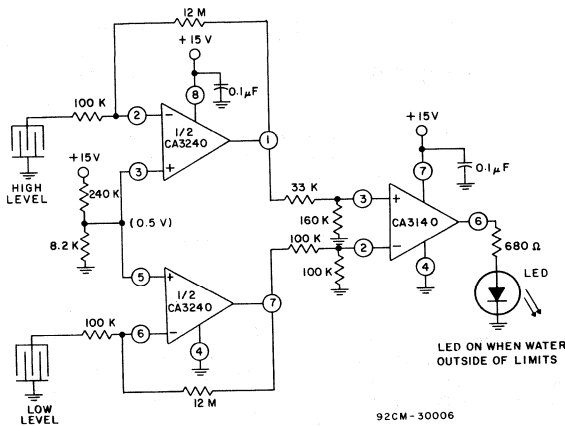 12 M
+15 V
0.1µF
8
100 K
2
−
1/2
CA3240
1
+15V
3
+
HIGH
LEVEL
240 K
(0.5 V)
8.2 K
33 K
3
+
160 K
+15 V
7
0.1µF
CA3140
6
100 K
2
−
100 K
4
680 Ω
LED
5
+
1/2
CA3240
7
100 K
6
−
4
12 M
LOW
LEVEL
LED ON WHEN WATER
OUTSIDE OF LIMITS
92CM-30006